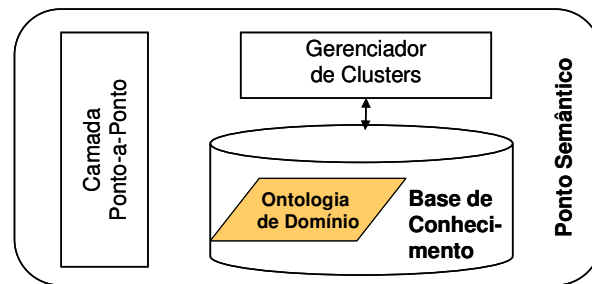 Camada
Ponto-a-Ponto
Gerenciador
de Clusters
Ontologia
de Domínio
Base de
Conheci-
mento
Ponto Semântico